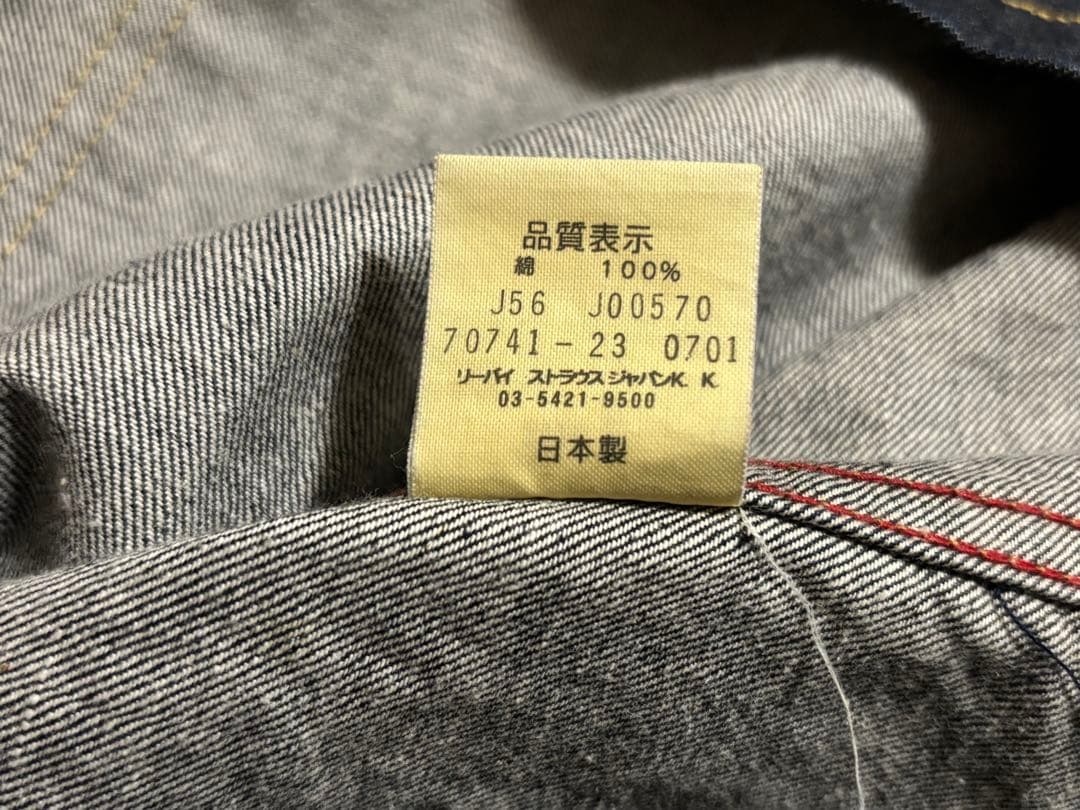 品質表示
綿 100%
J56 J00570
70741-23 0701
リーバイ ストラウス ジャパンK. K.
03-5421-9500
日本製